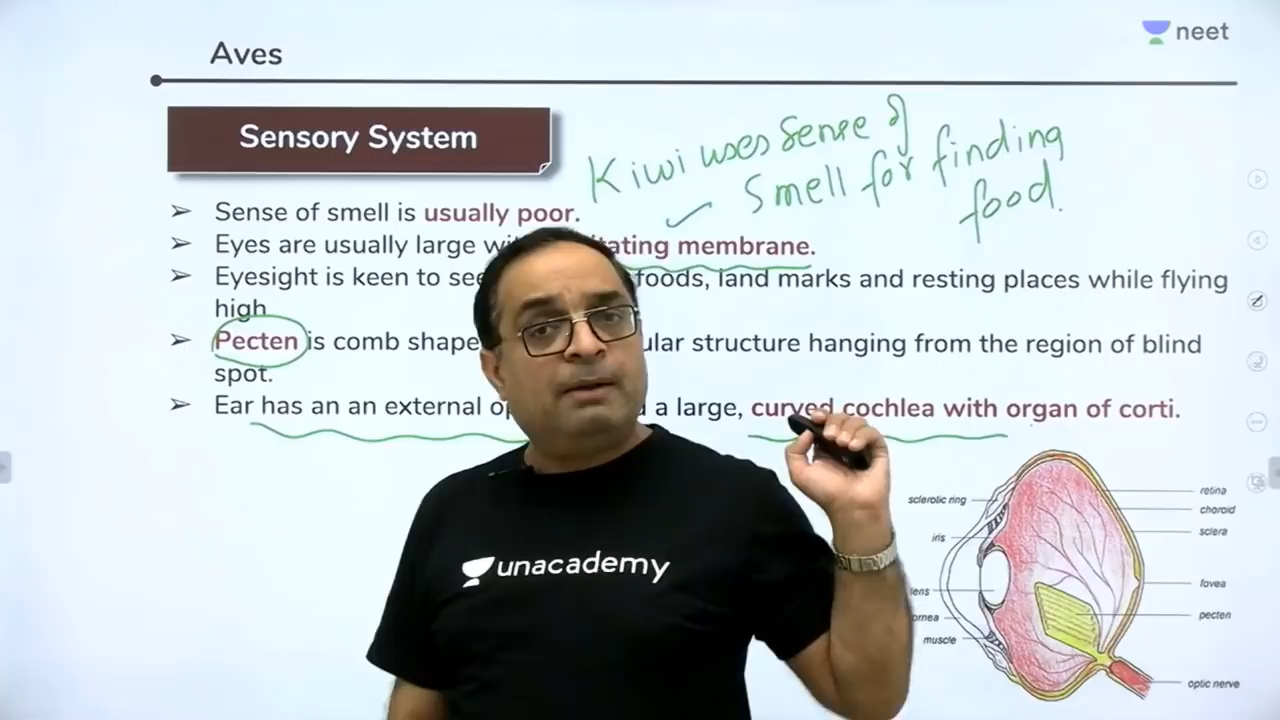 Aves
neet
Sensory System
Kiwi uses Sense of
Smell for finding
food.
➢ Sense of smell is usually poor.
➢ Eyes are usually large wi tating membrane.
➢ Eyesight is keen to see foods, land marks and resting places while flying
high
➢ Pecten is comb shape ular structure hanging from the region of blind
spot.
➢ Ear has an an external op a large, curved cochlea with organ of corti.
unacademy
sclerotic ring
iris
lens
ornea
muscle
retina
choroid
sclera
fovea
pecten
optic nerve